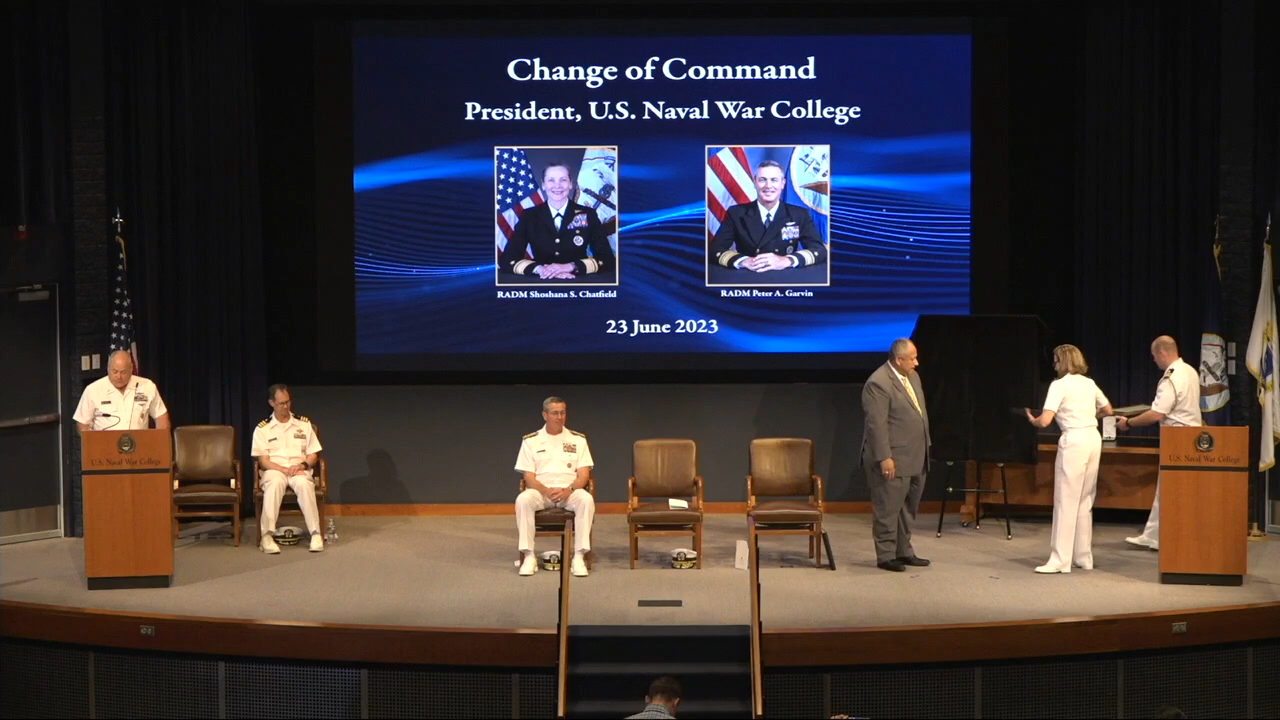 Change of Command
President, U.S. Naval War College
RADM Shoshana S. Chatfield
RADM Peter A. Garvin
23 June 2023
U.S. Naval War College
U.S. Naval War College